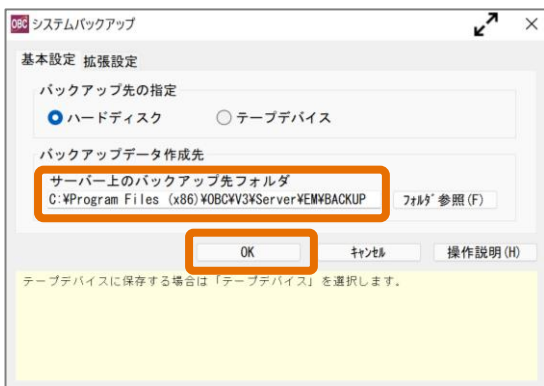 OBC システムバックアップ
基本設定 拡張設定
バックアップ先の指定
ハードディスク テープデバイス
バックアップデータ作成先
サーバー上のバックアップ先フォルダ
C:¥Program Files (x86)¥OBC¥V3¥Server¥EM¥BACKUP ﾌｫﾙﾀﾞ参照(F)
OK ｷｬﾝｾﾙ 操作説明(H)
テープデバイスに保存する場合は「テープデバイス」を選択します。